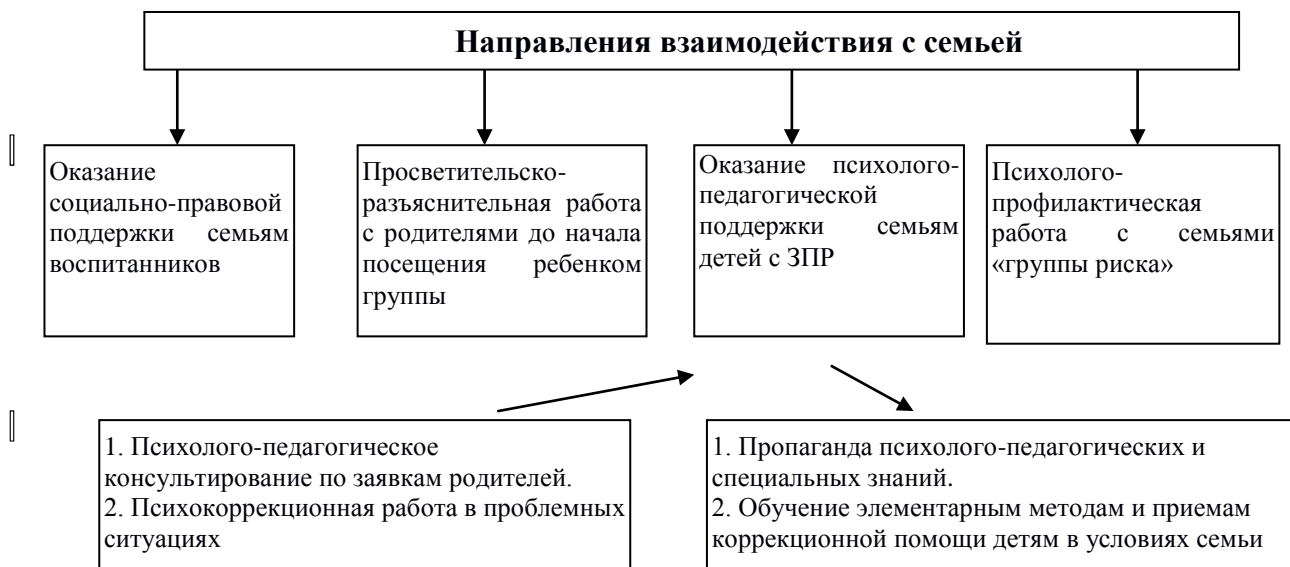 Направления взаимодействия с семьей
Оказание
социально-правовой
поддержки семьям
воспитанников
Просветительско-
разъяснительная работа
с родителями до начала
посещения ребенком
группы
Оказание психолого-
педагогической
поддержки семьям
детей с ЗПР
Психолого-
профилактическая
работа с семьями
«группы риска»
1. Психолого-педагогическое
консультирование по заявкам родителей.
2. Психокоррекционная работа в проблемных
ситуациях
1. Пропаганда психолого-педагогических и
специальных знаний.
2. Обучение элементарным методам и приемам
коррекционной помощи детям в условиях семьи